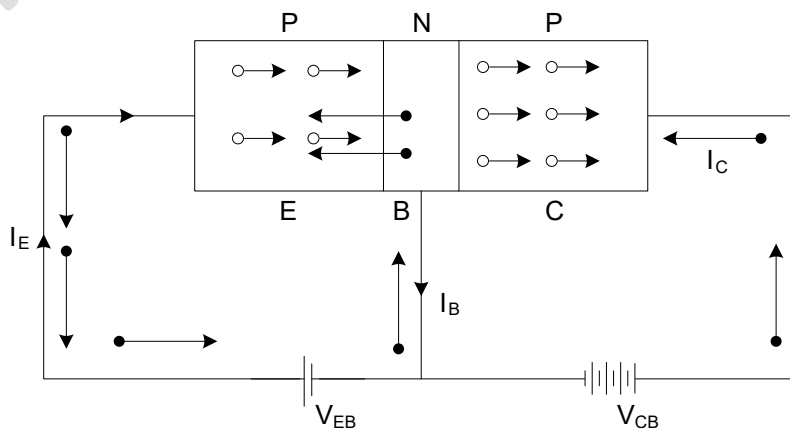 P N P
E B C
I_C
I_E
I_B
V_EB V_CB